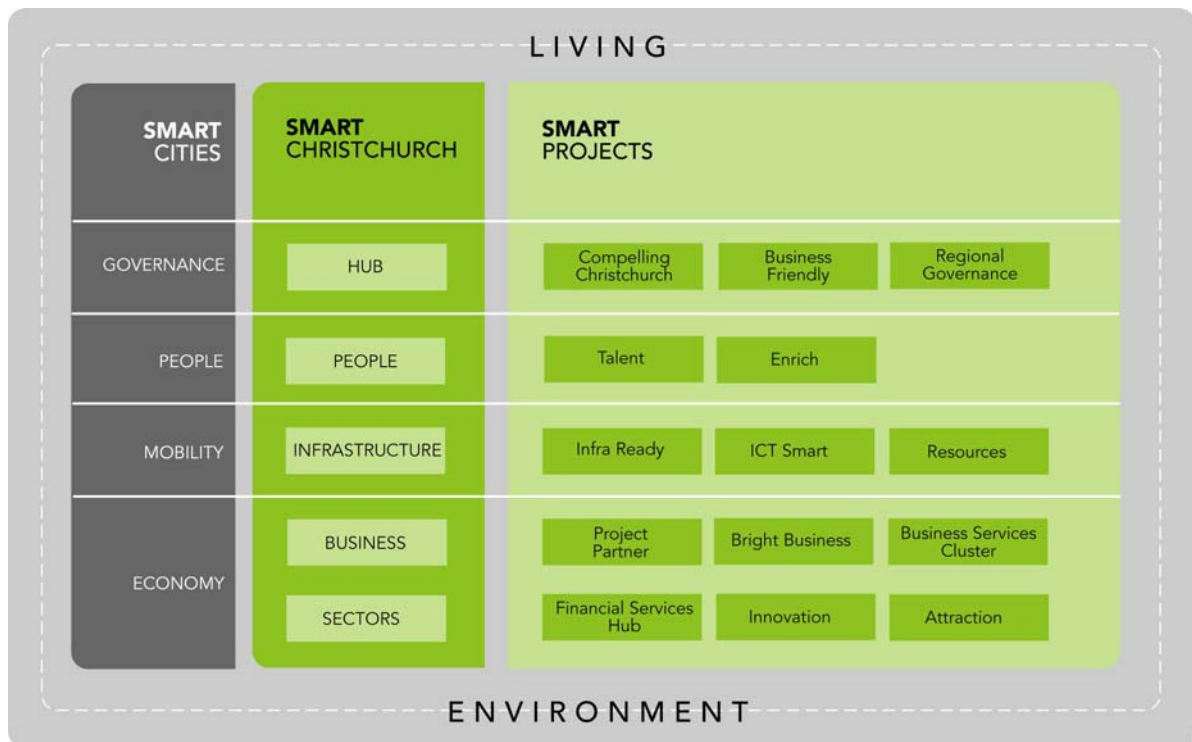 LIVING
SMART
CITIES
SMART
CHRISTCHURCH
SMART
PROJECTS
GOVERNANCE
HUB
Compelling
Christchurch
Business
Friendly
Regional
Governance
PEOPLE
PEOPLE
Talent
Enrich
MOBILITY
INFRASTRUCTURE
Infra Ready
ICT Smart
Resources
ECONOMY
BUSINESS
Project
Partner
Bright Business
Business Services
Cluster
SECTORS
Financial Services
Hub
Innovation
Attraction
ENVIRONMENT